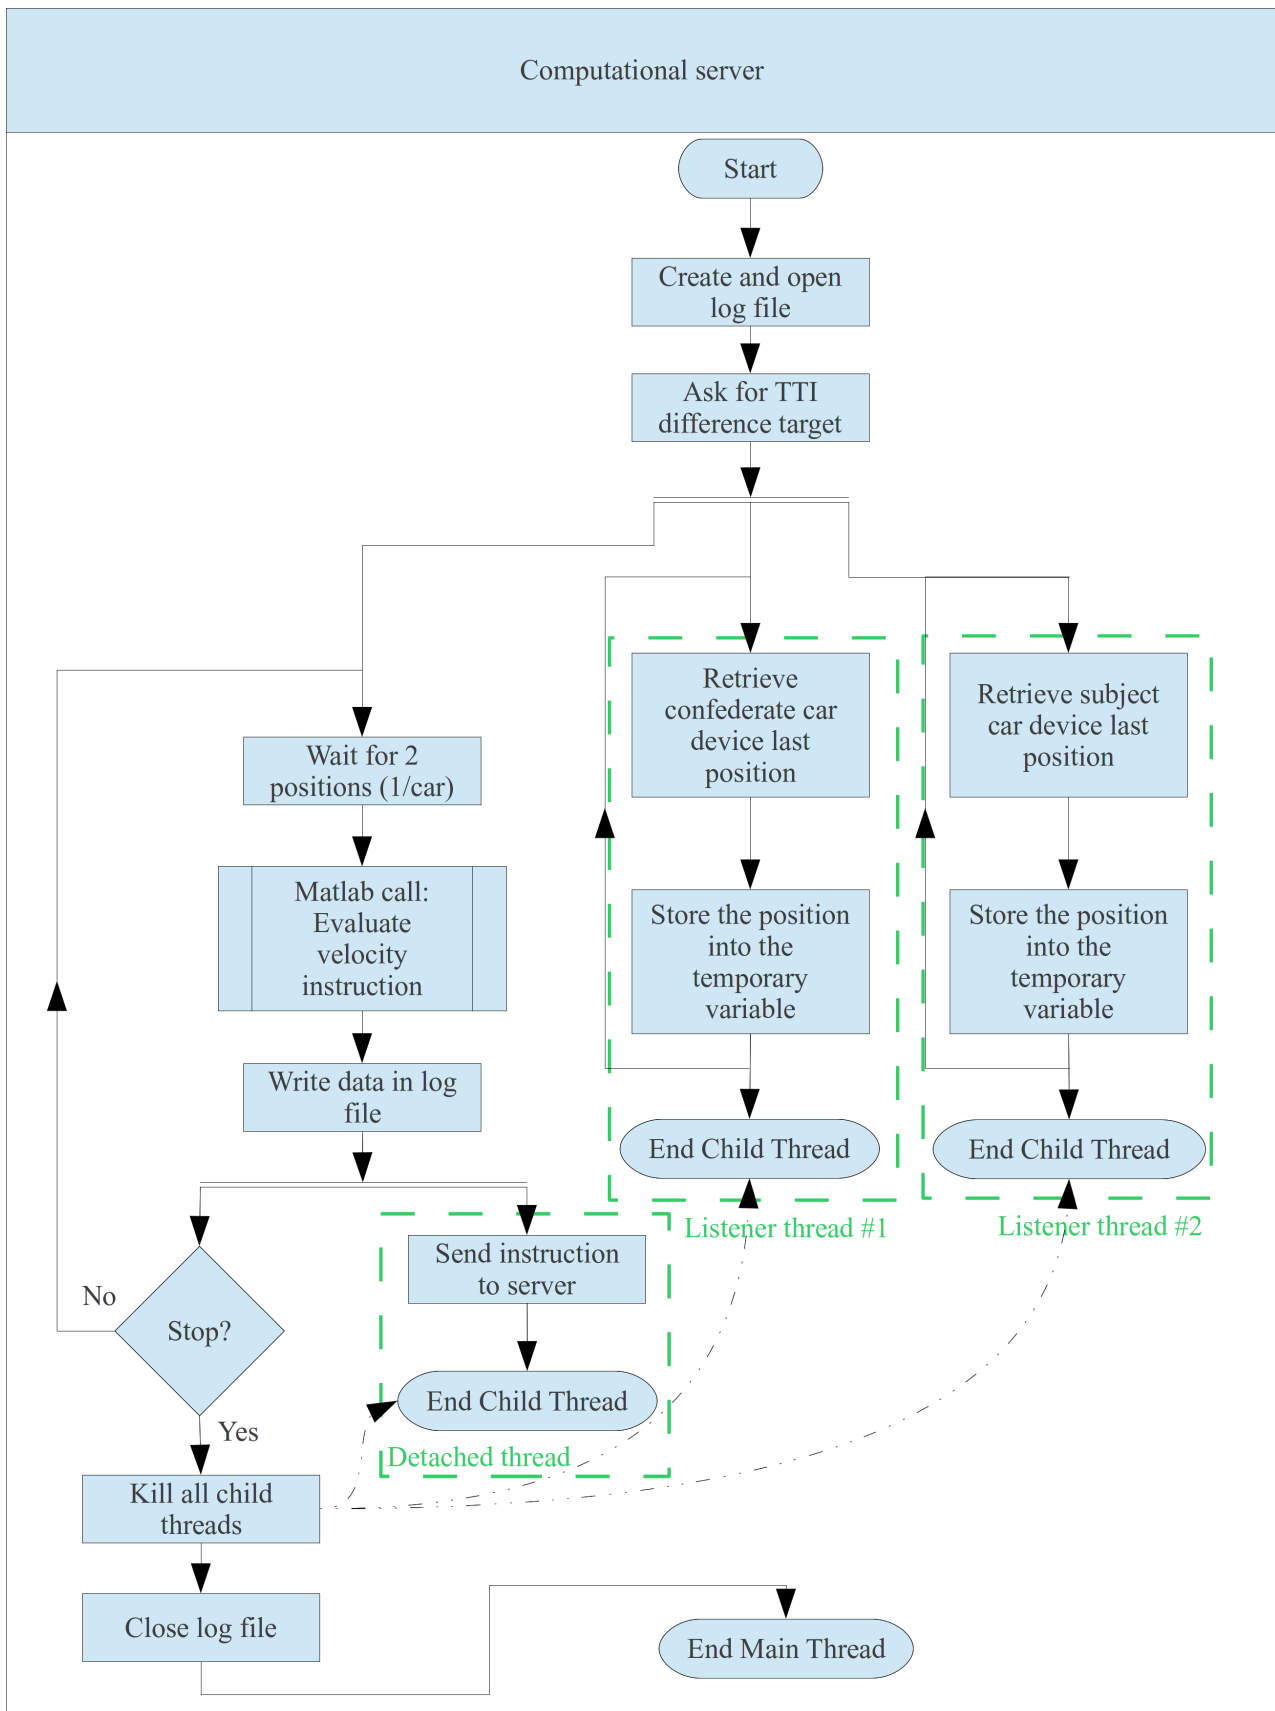 Computational server
Start
Create and open
log file
Ask for TTI
difference target
Retrieve
confederate car
device last
position
Retrieve subject
car device last
position
Wait for 2
positions (1/car)
Matlab call:
Evaluate
velocity
instruction
Store the position
into the
temporary
variable
Store the position
into the
temporary
variable
Write data in log
file
End Child Thread
End Child Thread
Listener thread #1
Listener thread #2
Send instruction
to server
No
Stop?
End Child Thread
Yes
Detached thread
Kill all child
threads
Close log file
End Main Thread